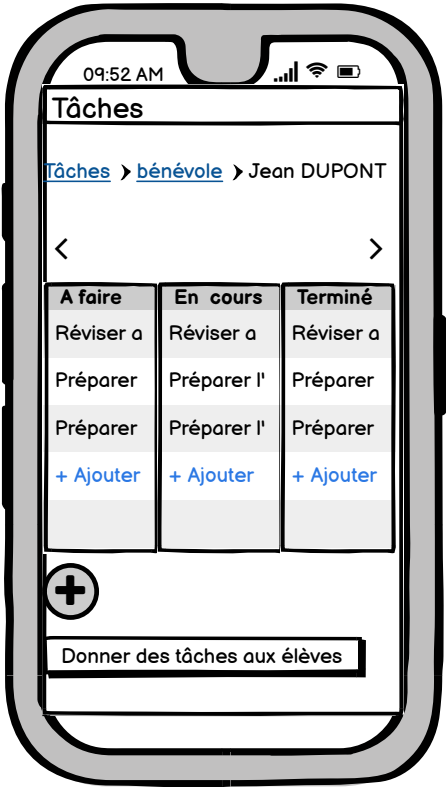 09:52 AM
Tâches
Tâches > bénévole > Jean DUPONT
< >
A faire En cours Terminé
Réviser a Réviser a Réviser a
Préparer Préparer l' Préparer
Préparer Préparer l' Préparer
+ Ajouter + Ajouter + Ajouter
Donner des tâches aux élèves